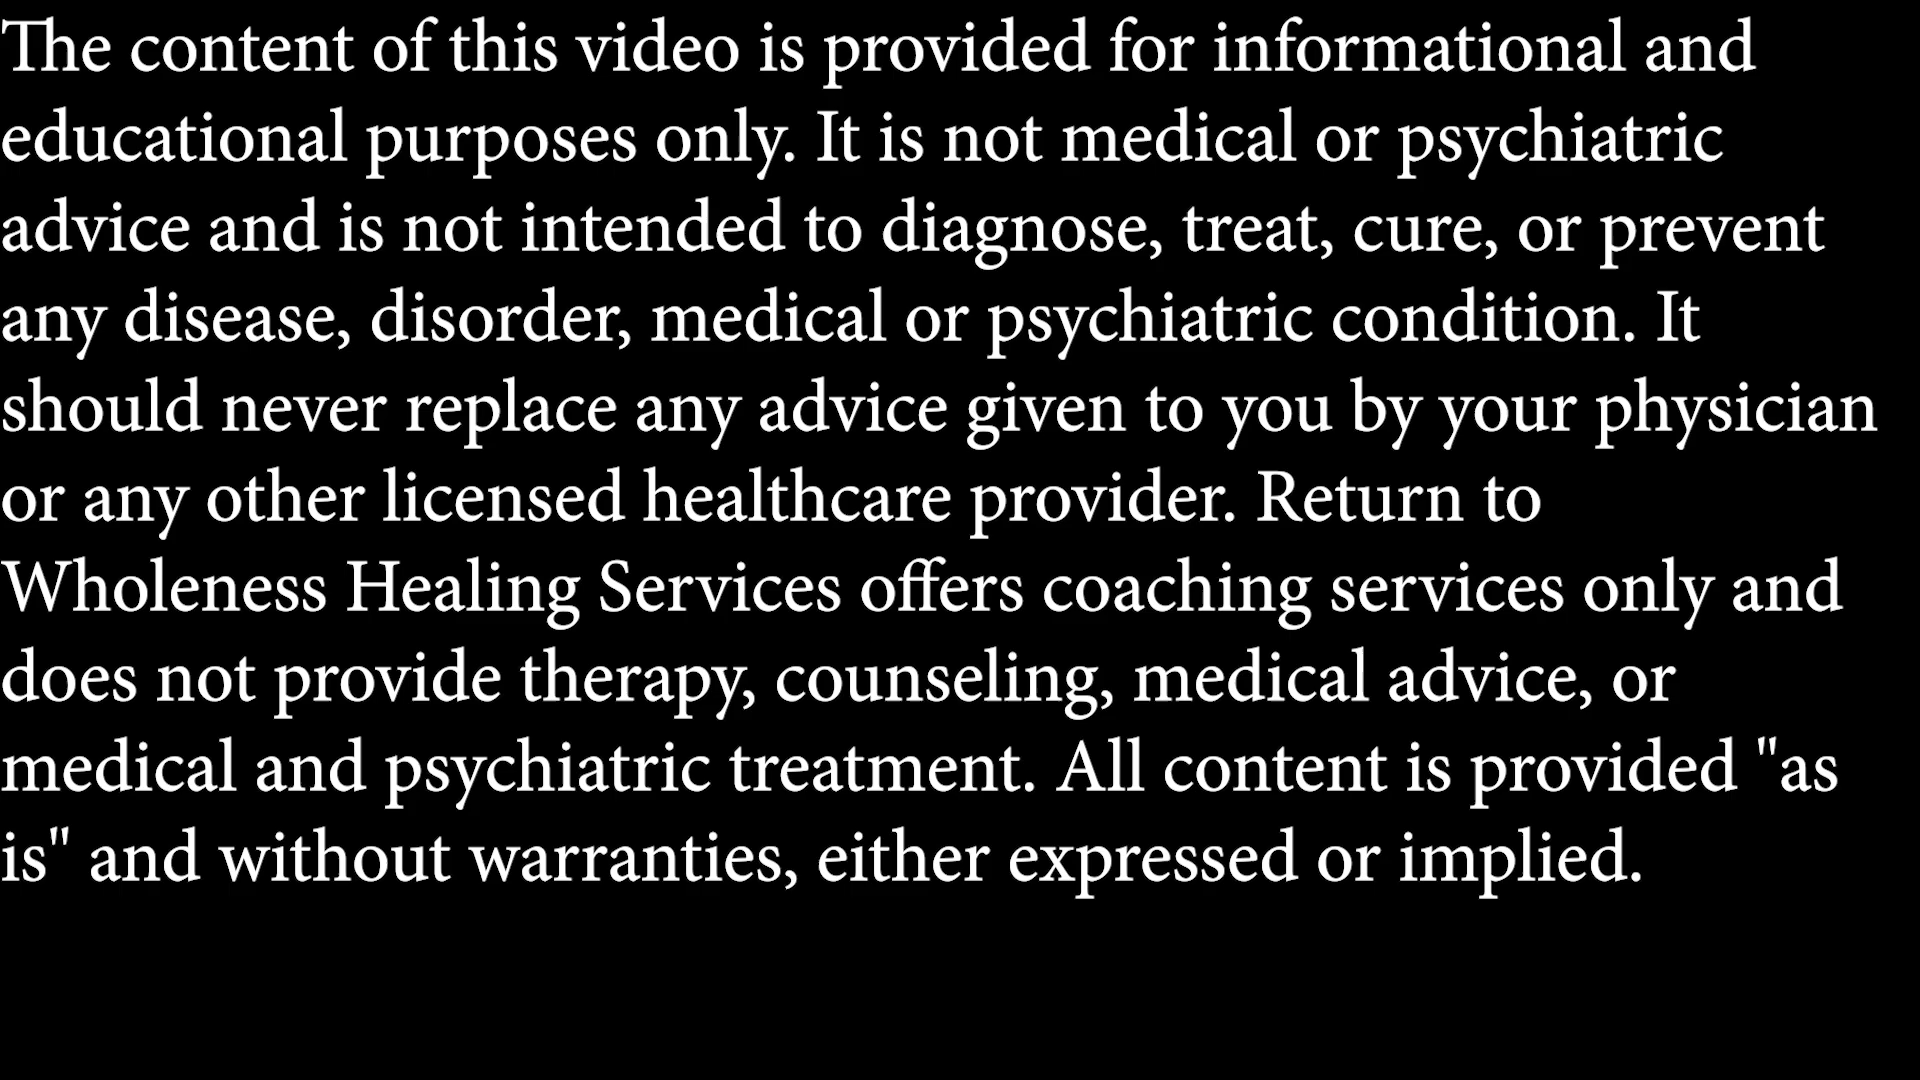 The content of this video is provided for informational and
educational purposes only. It is not medical or psychiatric
advice and is not intended to diagnose, treat, cure, or prevent
any disease, disorder, medical or psychiatric condition. It
should never replace any advice given to you by your physician
or any other licensed healthcare provider. Return to
Wholeness Healing Services offers coaching services only and
does not provide therapy, counseling, medical advice, or
medical and psychiatric treatment. All content is provided "as
is" and without warranties, either expressed or implied.